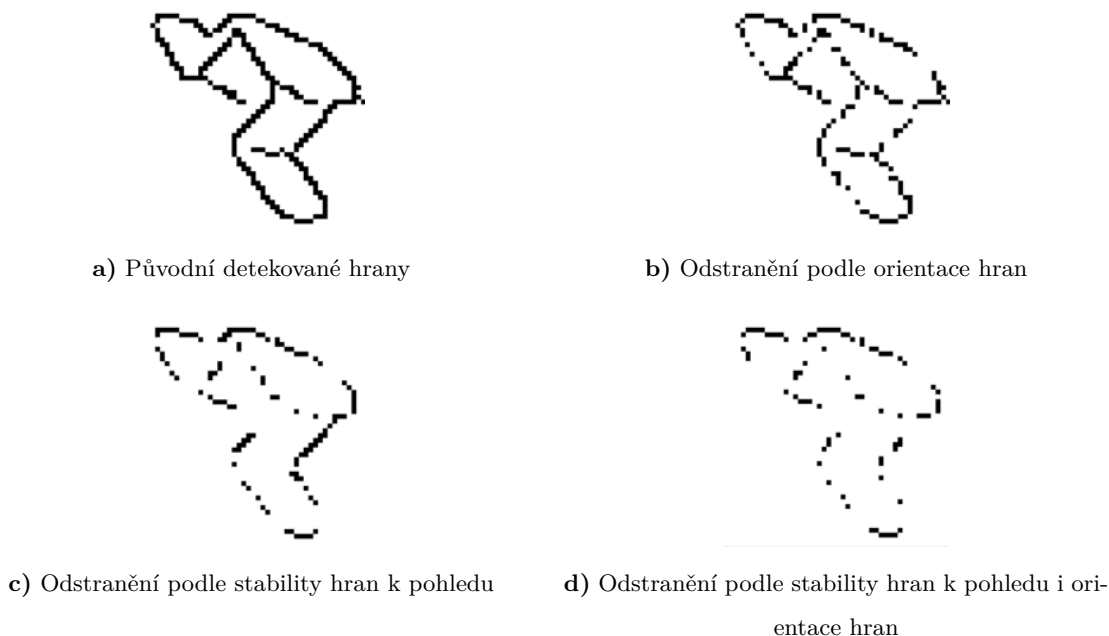 a) Původní detekované hrany
b) Odstranění podle orientace hran
c) Odstranění podle stability hran k pohledu
d) Odstranění podle stability hran k pohledu i ori-
entace hran